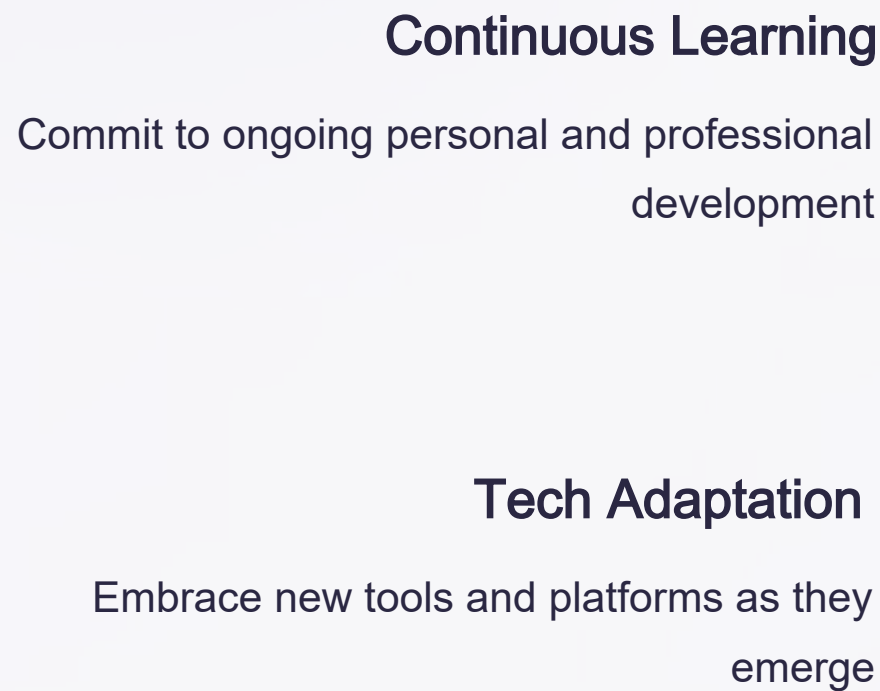 Continuous Learning
Commit to ongoing personal and professional
development
Tech Adaptation
Embrace new tools and platforms as they
emerge